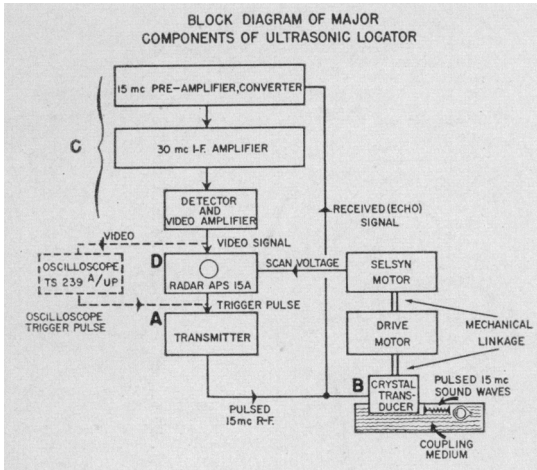 BLOCK DIAGRAM OF MAJOR
COMPONENTS OF ULTRASONIC LOCATOR
15 mc PRE-AMPLIFIER, CONVERTER
C
30 mc I-F. AMPLIFIER
DETECTOR
AND
VIDEO AMPLIFIER
RECEIVED (ECHO)
SIGNAL
VIDEO
VIDEO SIGNAL
D
RADAR APS 15A
SCAN VOLTAGE
SELSYN
MOTOR
OSCILLOSCOPE
TS 239 A/UP
OSCILLOSCOPE
TRIGGER PULSE
TRIGGER PULSE
A
TRANSMITTER
DRIVE
MOTOR
MECHANICAL
LINKAGE
B
CRYSTAL
TRANS-
DUCER
PULSED 15 mc
SOUND WAVES
PULSED
15mc R-F.
COUPLING
MEDIUM